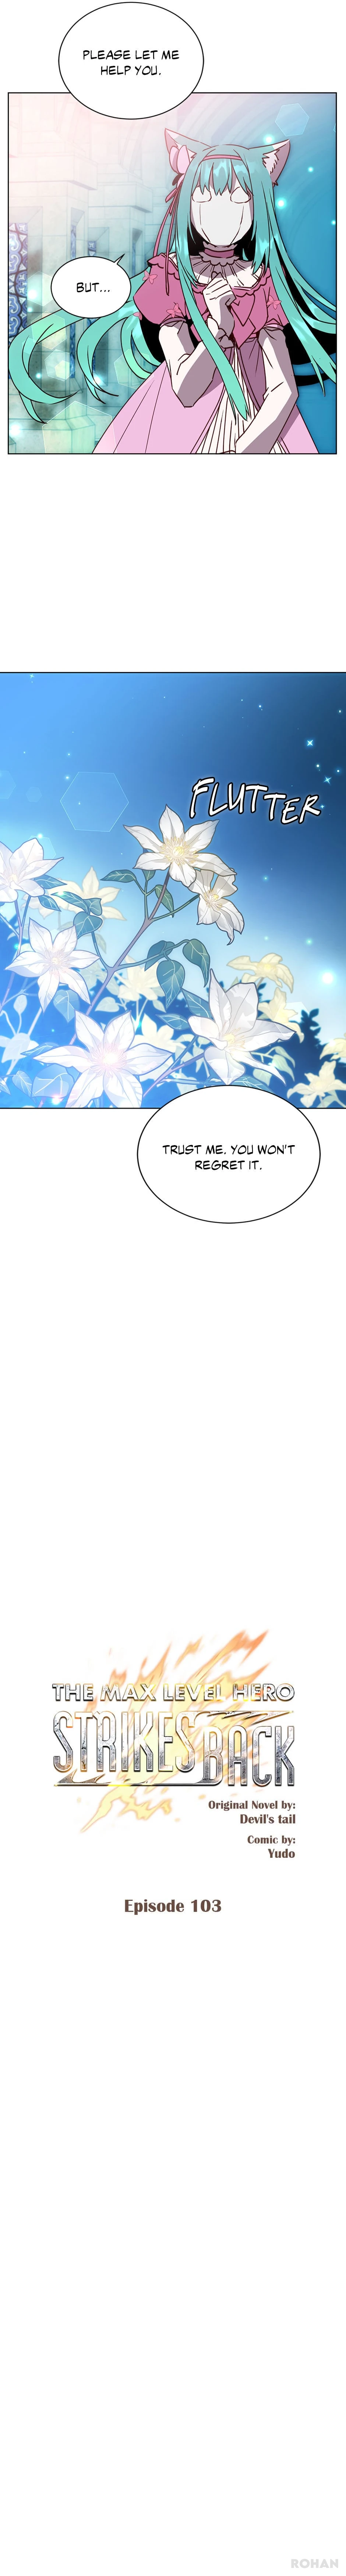 PLEASE LET ME
HELP YOU.
BUT...
FLUTTER
TRUST ME. YOU WON'T
REGRET IT.
THE MAX LEVEL HERO
STRIKES BACK
Original Novel by:
Devil's tail
Comic by:
Yudo
Episode 103
ROHAN